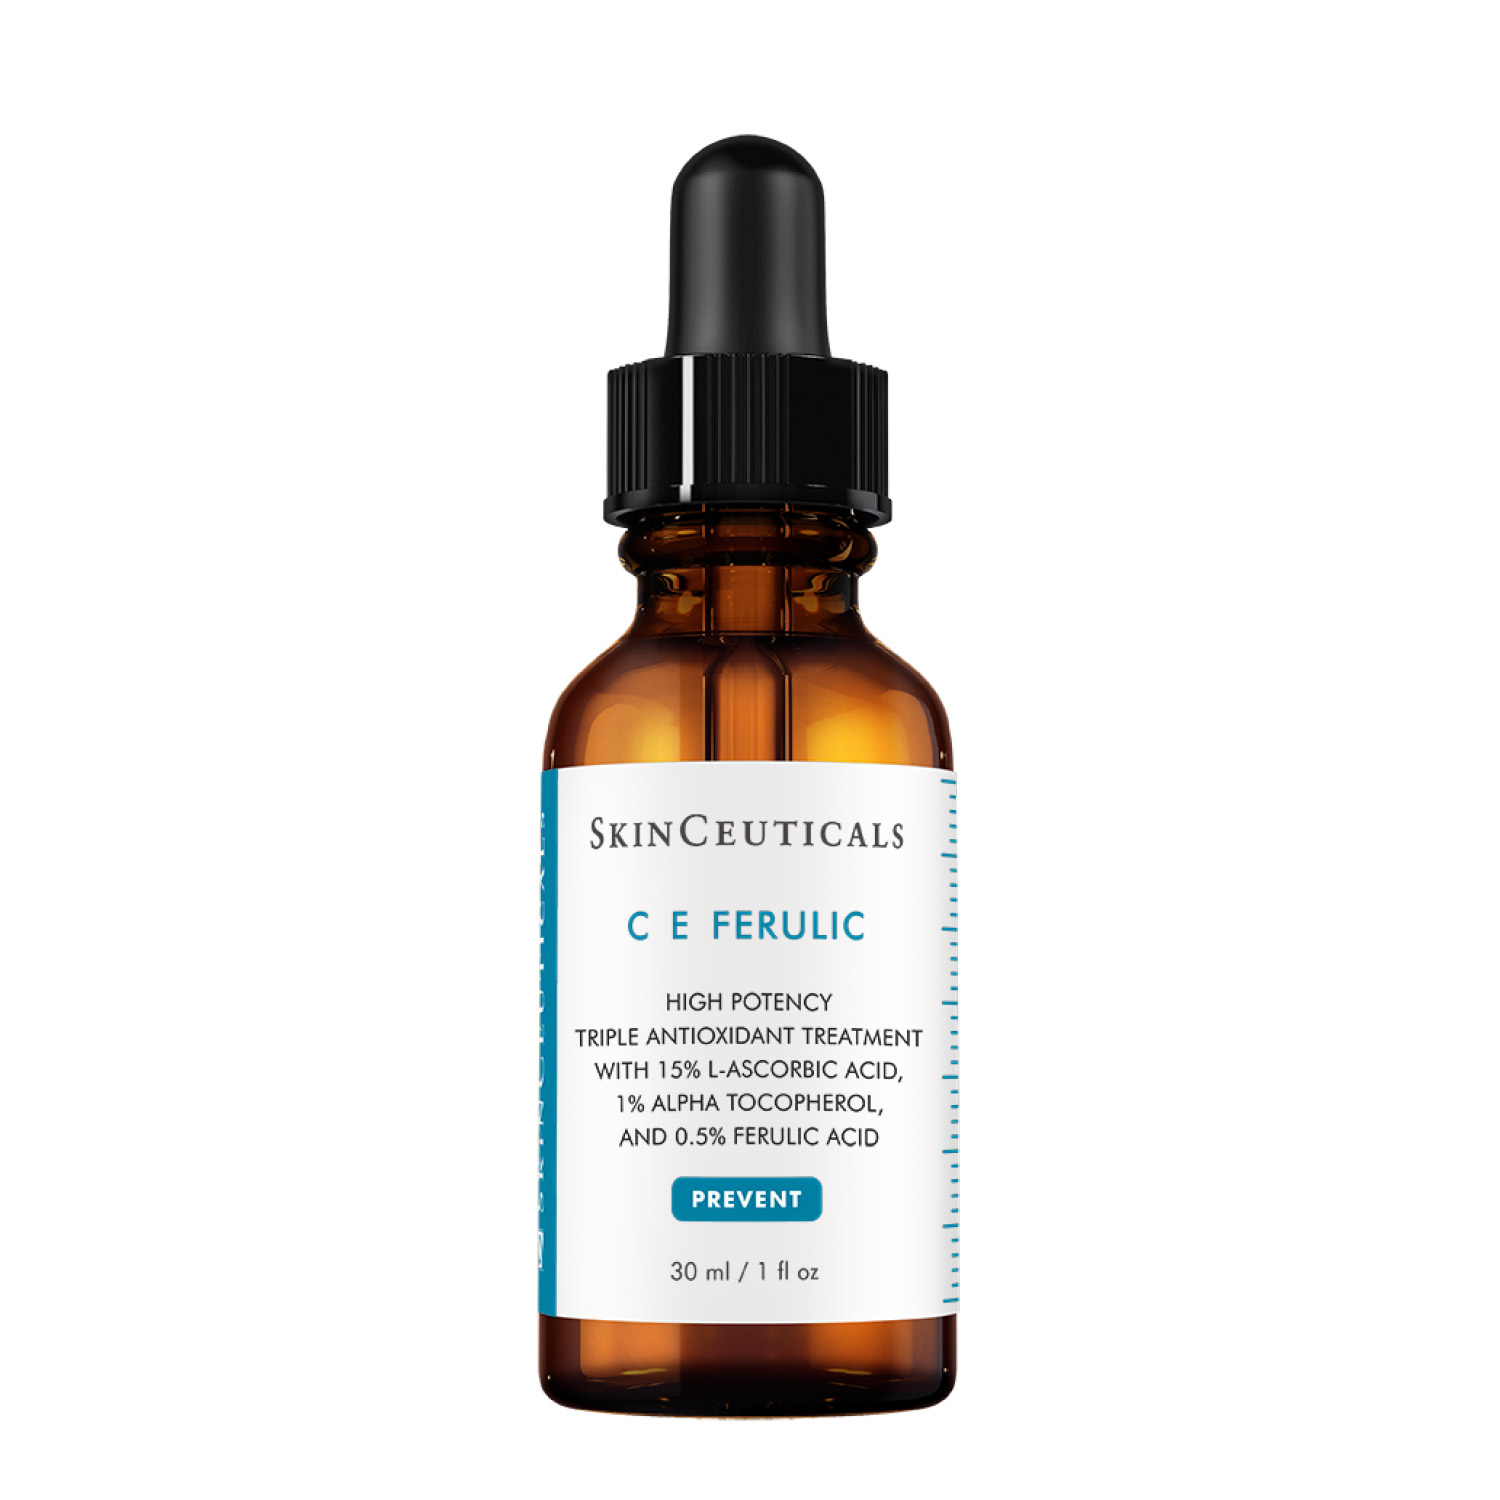 SKINCEUTICALS
C E FERULIC
HIGH POTENCY
TRIPLE ANTIOXIDANT TREATMENT
WITH 15% L-ASCORBIC ACID,
1% ALPHA TOCOPHEROL,
AND 0.5% FERULIC ACID
PREVENT
30 ml / 1 fl oz
SKINCEUTICALS